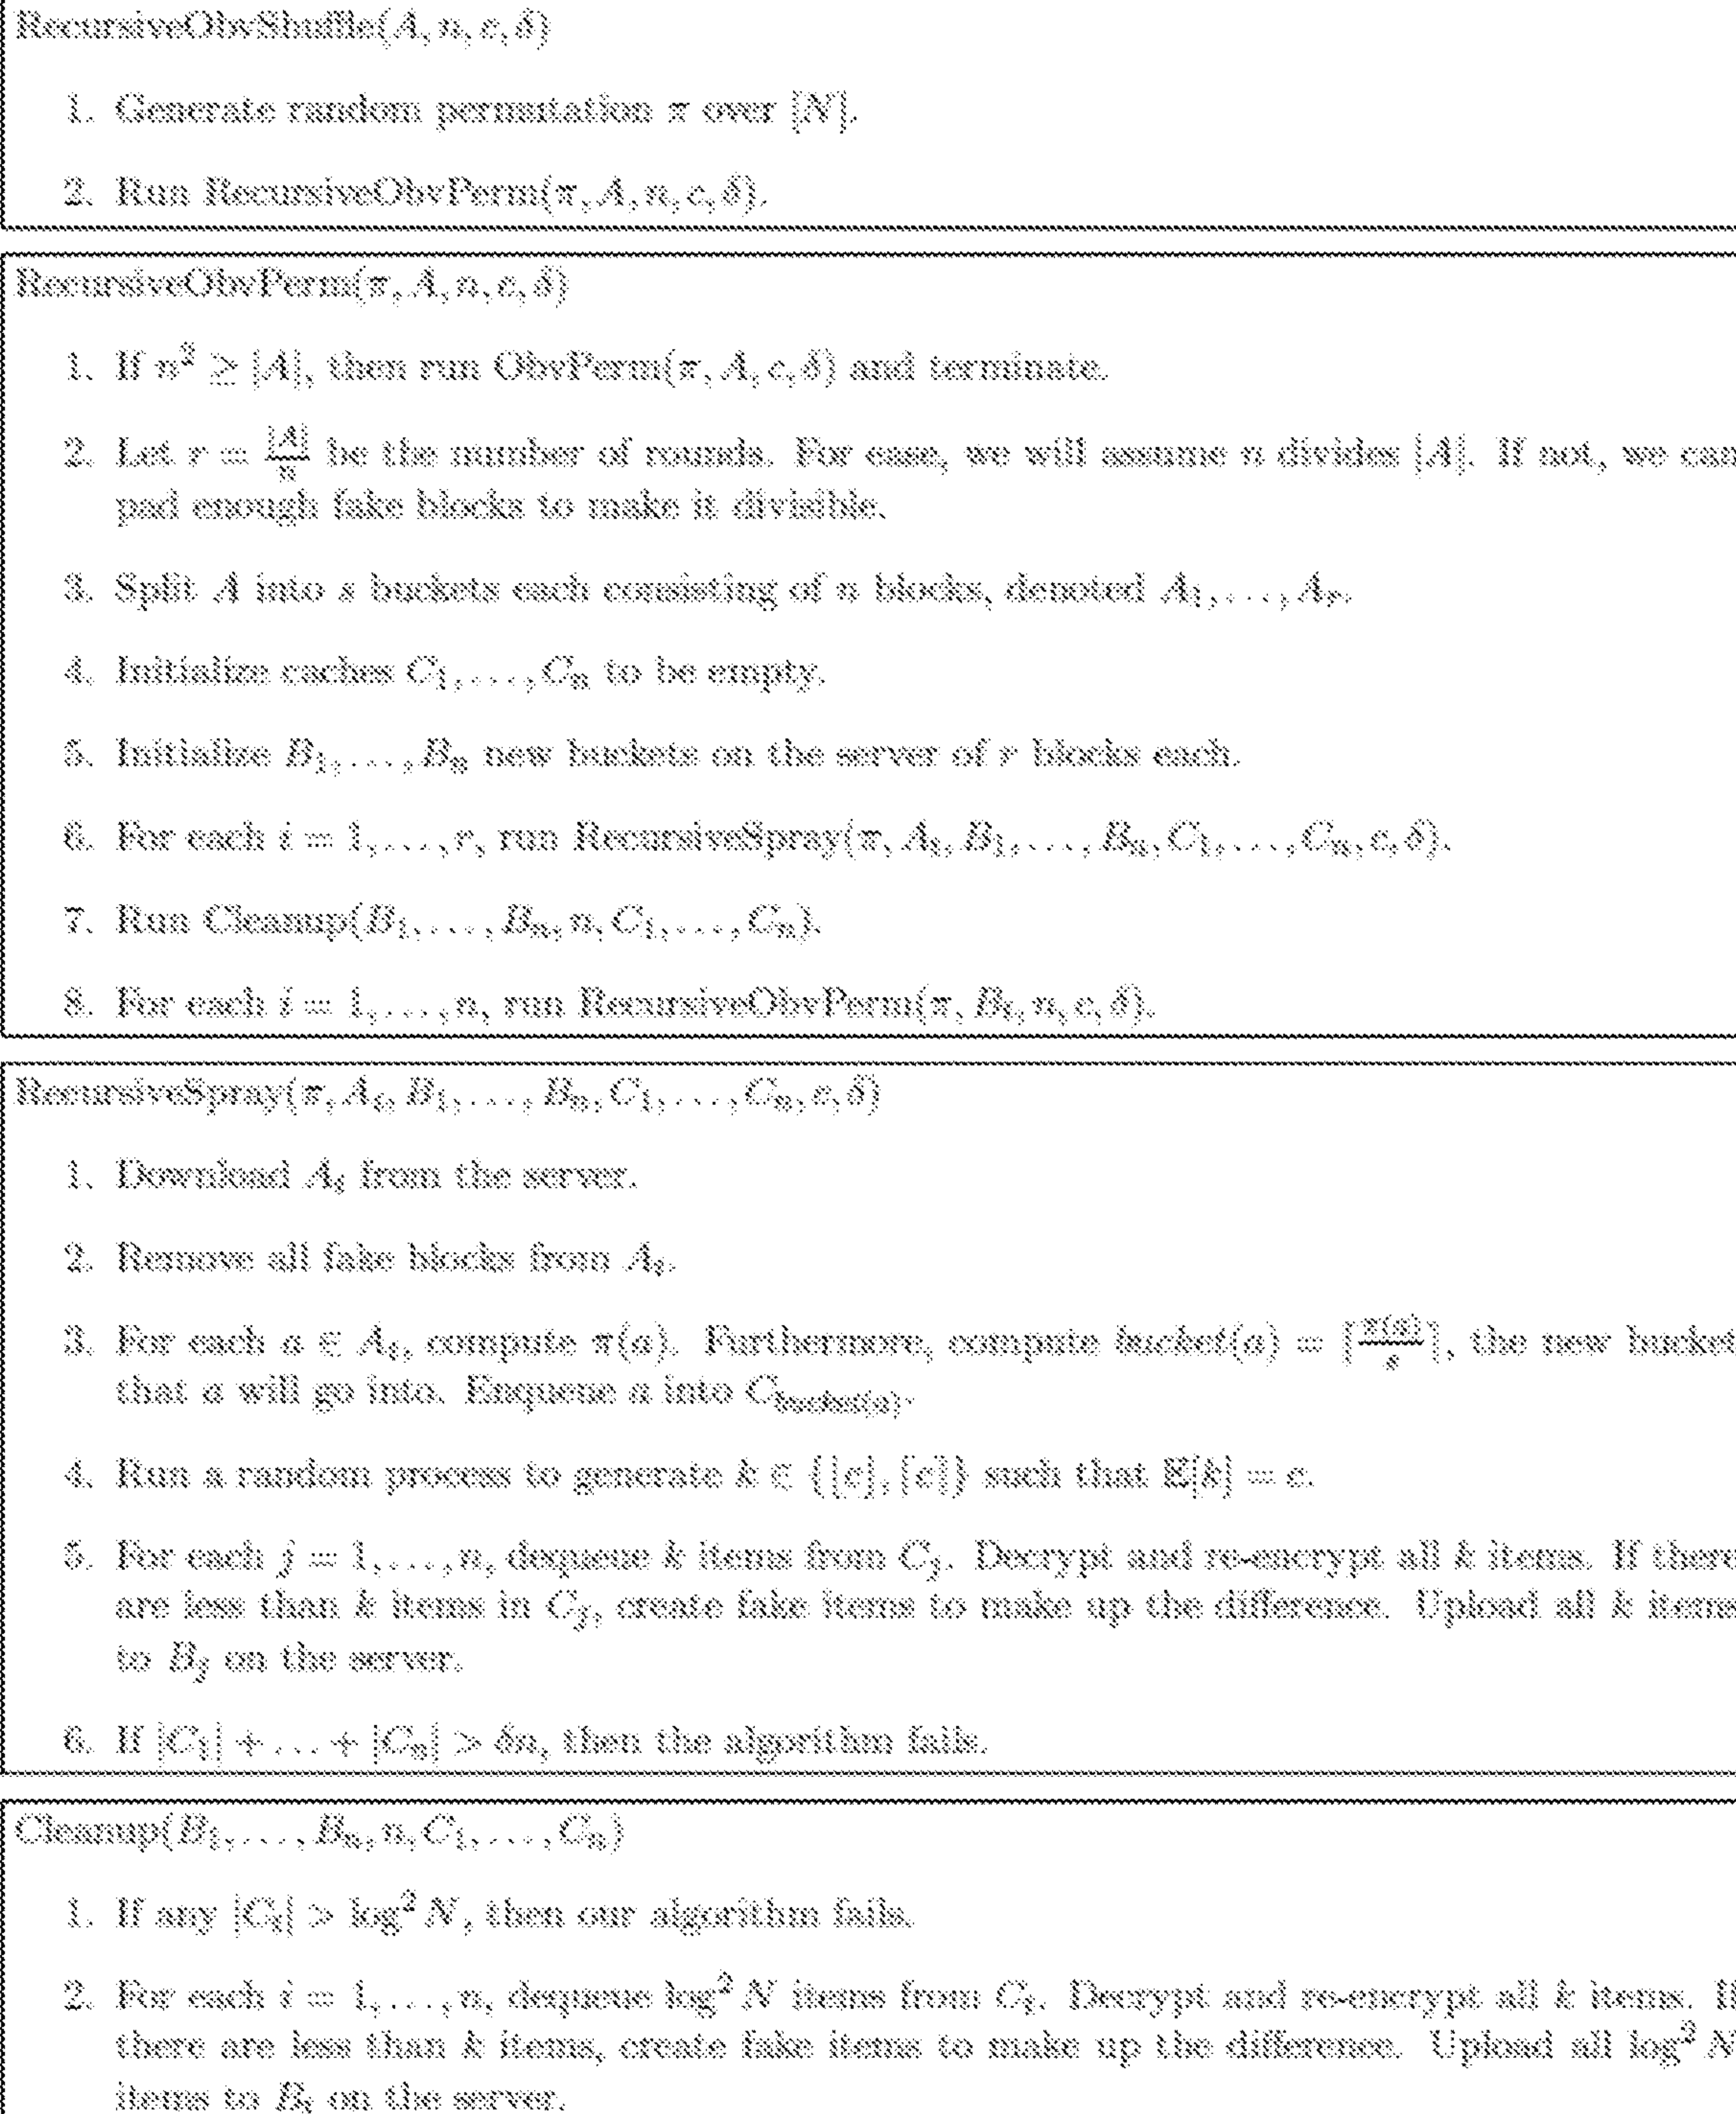 RecursiveObvShuffle(A, n, c, δ)
1. Generate random permutation π over [N].
2. Run RecursiveObvPerm(π, A, n, c, δ).
RecursiveObvPerm(π, A, n, c, δ)
1. If n² ≥ |A|, then run ObvPerm(π, A, c, δ) and terminate.
2. Let r = |A|/n be the number of rounds. For ease, we will assume n divides |A|. If not, we can
pad enough fake blocks to make it divisible.
3. Split A into s buckets each consisting of n blocks, denoted A₁, . . . , Aᵣ.
4. Initialize caches C₁, . . . , Cₙ to be empty.
5. Initialize B₁, . . . , Bₙ new buckets on the server of r blocks each.
6. For each i = 1, . . . , r, run RecursiveSpray(π, Aᵢ, B₁, . . . , Bₙ, C₁, . . . , Cₙ, c, δ).
7. Run Cleanup(B₁, . . . , Bₙ, n, C₁, . . . , Cₙ).
8. For each i = 1, . . . , n, run RecursiveObvPerm(π, Bᵢ, n, c, δ).
RecursiveSpray(π, Aᵢ, B₁, . . . , Bₙ, C₁, . . . , Cₙ, c, δ)
1. Download Aᵢ from the server.
2. Remove all fake blocks from Aᵢ.
3. For each a ∈ Aᵢ, compute π(a). Furthermore, compute bucket(a) = ⌈π(a)/s⌉, the new bucket
that a will go into. Enqueue a into C_bucket(a).
4. Run a random process to generate k ∈ {⌊c⌋, ⌈c⌉} such that 𝔼[k] = c.
5. For each j = 1, . . . , n, dequeue k items from Cⱼ. Decrypt and re-encrypt all k items. If there
are less than k items in Cⱼ, create fake items to make up the difference. Upload all k items
to Bⱼ on the server.
6. If |C₁| + . . . + |Cₙ| > δn, then the algorithm fails.
Cleanup(B₁, . . . , Bₙ, n, C₁, . . . , Cₙ)
1. If any |Cᵢ| > log² N, then our algorithm fails.
2. For each i = 1, . . . , n, dequeue log² N items from Cᵢ. Decrypt and re-encrypt all k items. If
there are less than k items, create fake items to make up the difference. Upload all log² N
items to Bᵢ on the server.